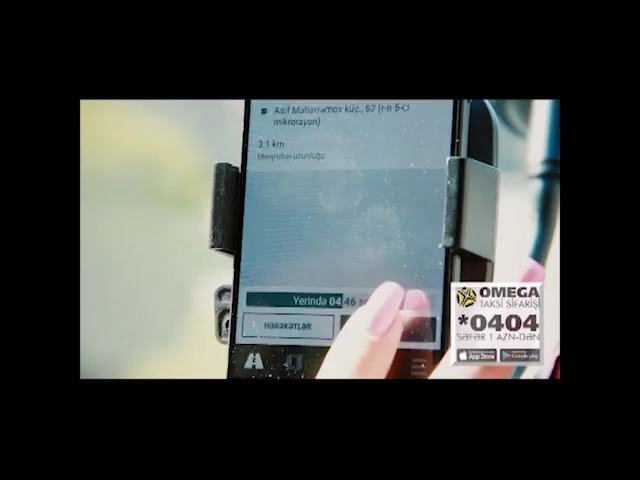 Asif Məhərrəmov küç., 67 (r-n 5-ci
mikrorayon)
3,1 km
Marşrutun uzunluğu
Yerində 04:46
HƏRƏKƏTLƏR
OMEGA
TAKSİ SİFARİŞİ
*0404
SƏFƏR 1 AZN-DƏN
App Store
Google play